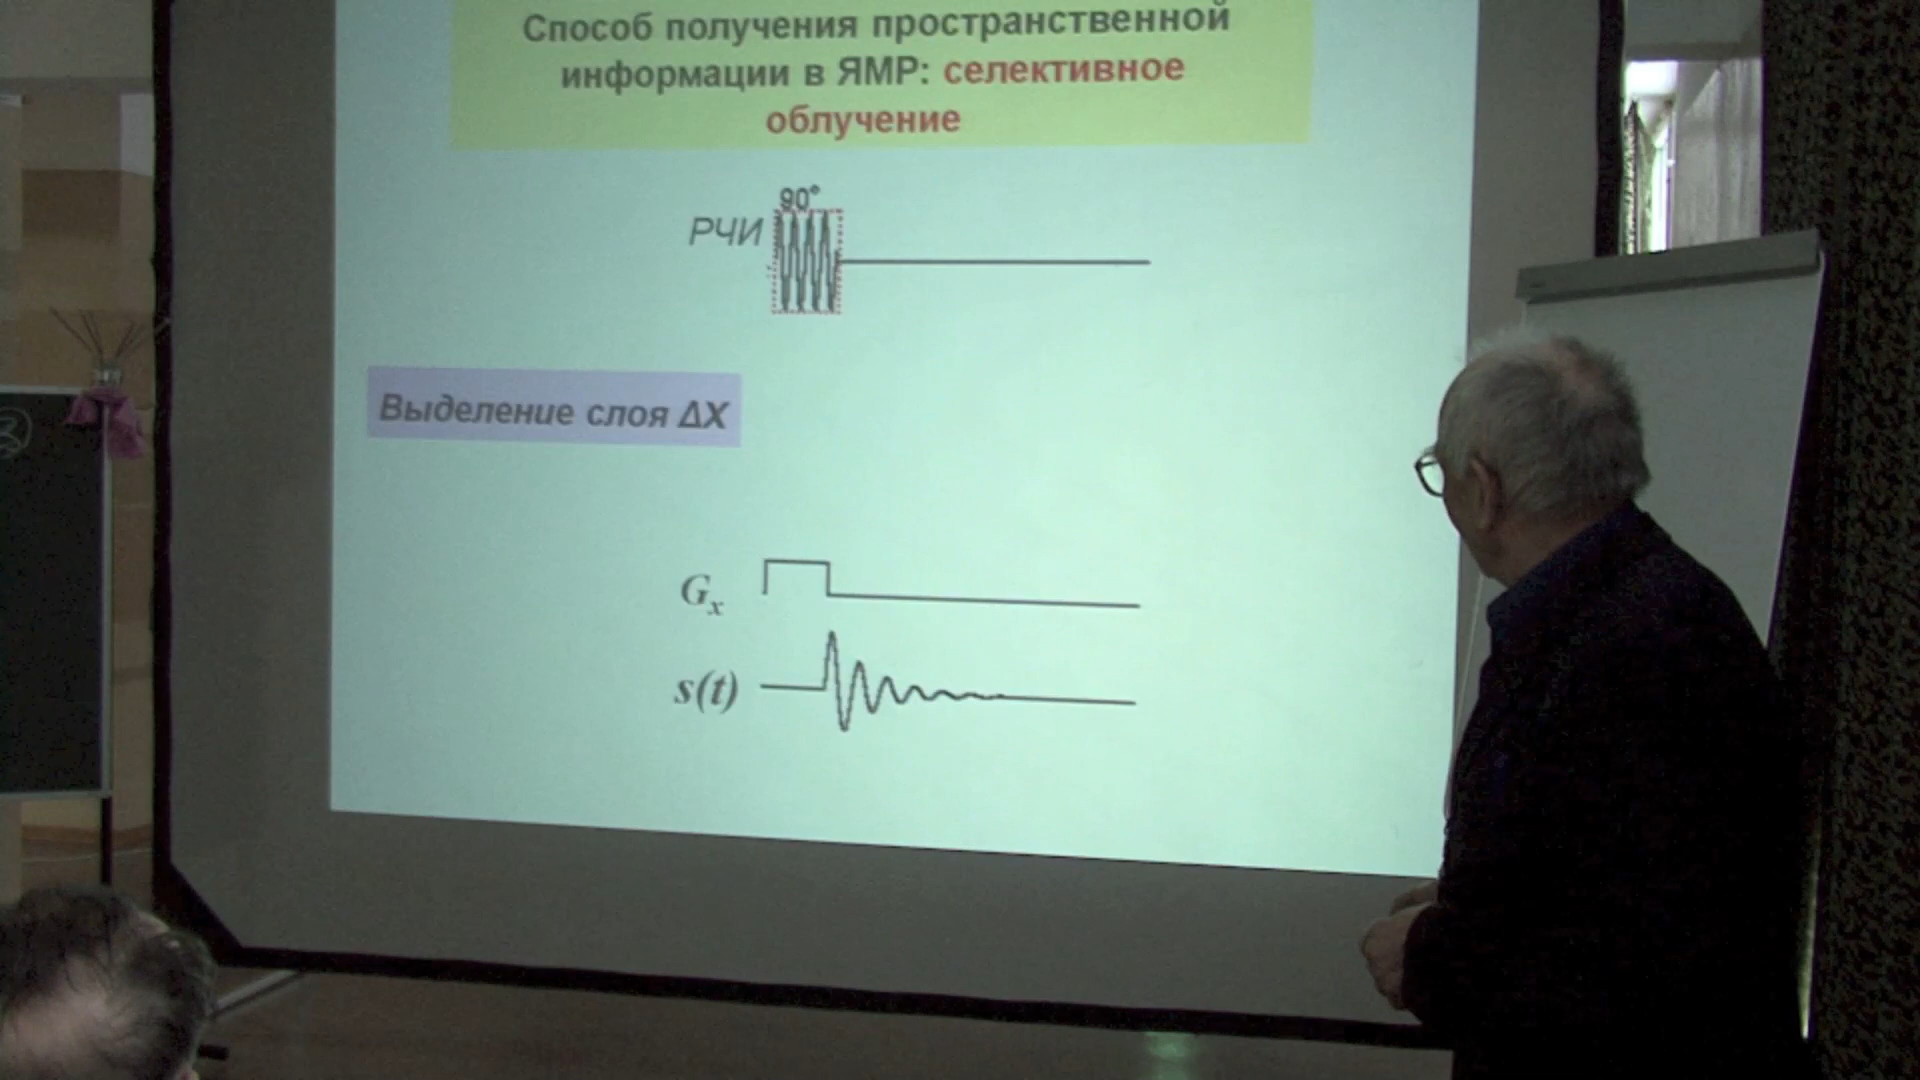 Способ получения пространственной
информации в ЯМР: селективное
облучение
90°
РЧИ
Выделение слоя ΔX
Gx
s(t)